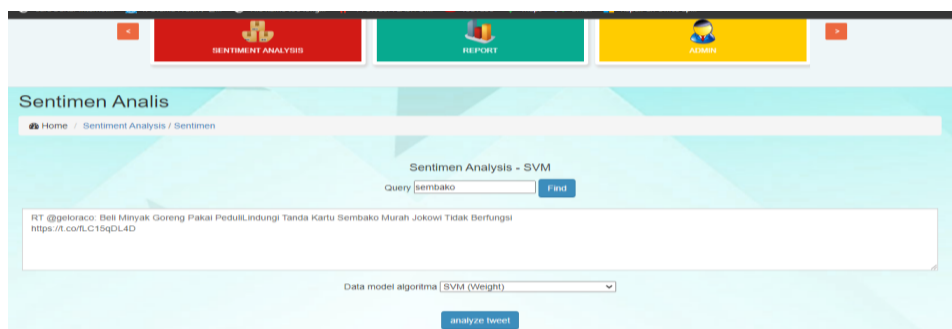 <
SENTIMENT ANALYSIS
REPORT
ADMIN
>
Sentimen Analis
Home / Sentiment Analysis / Sentimen
Sentimen Analysis - SVM
Query sembako Find
RT @geloraco: Beli Minyak Goreng Pakai PeduliLindungi Tanda Kartu Sembako Murah Jokowi Tidak Berfungsi
https://t.co/fLC15qDL4D
Data model algoritma SVM (Weight)
analyze tweet